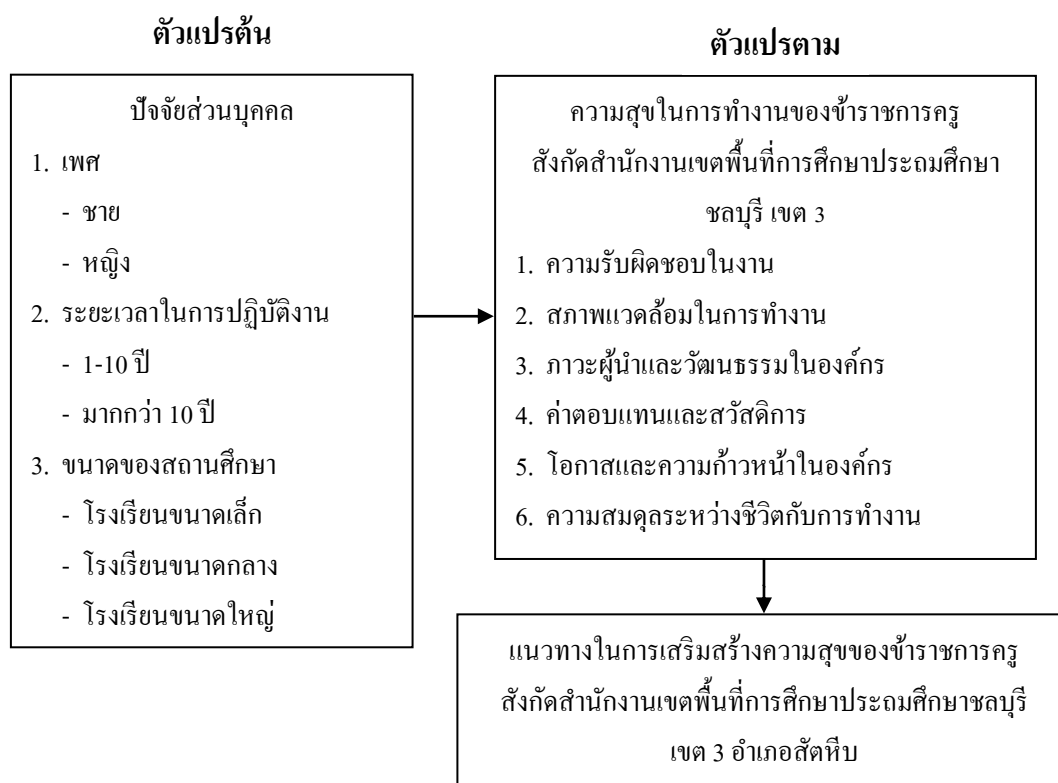 ตัวแปรต้น
ปัจจัยส่วนบุคคล
1. เพศ
- ชาย
- หญิง
2. ระยะเวลาในการปฏิบัติงาน
- 1-10 ปี
- มากกว่า 10 ปี
3. ขนาดของสถานศึกษา
- โรงเรียนขนาดเล็ก
- โรงเรียนขนาดกลาง
- โรงเรียนขนาดใหญ่
ตัวแปรตาม
ความสุขในการทำงานของข้าราชการครู
สังกัดสำนักงานเขตพื้นที่การศึกษาประถมศึกษา
ชลบุรี เขต 3
1. ความรับผิดชอบในงาน
2. สภาพแวดล้อมในการทำงาน
3. ภาวะผู้นำและวัฒนธรรมในองค์กร
4. ค่าตอบแทนและสวัสดิการ
5. โอกาสและความก้าวหน้าในองค์กร
6. ความสมดุลระหว่างชีวิตกับการทำงาน
แนวทางในการเสริมสร้างความสุขของข้าราชการครู
สังกัดสำนักงานเขตพื้นที่การศึกษาประถมศึกษาชลบุรี
เขต 3 อำเภอสัตหีบ